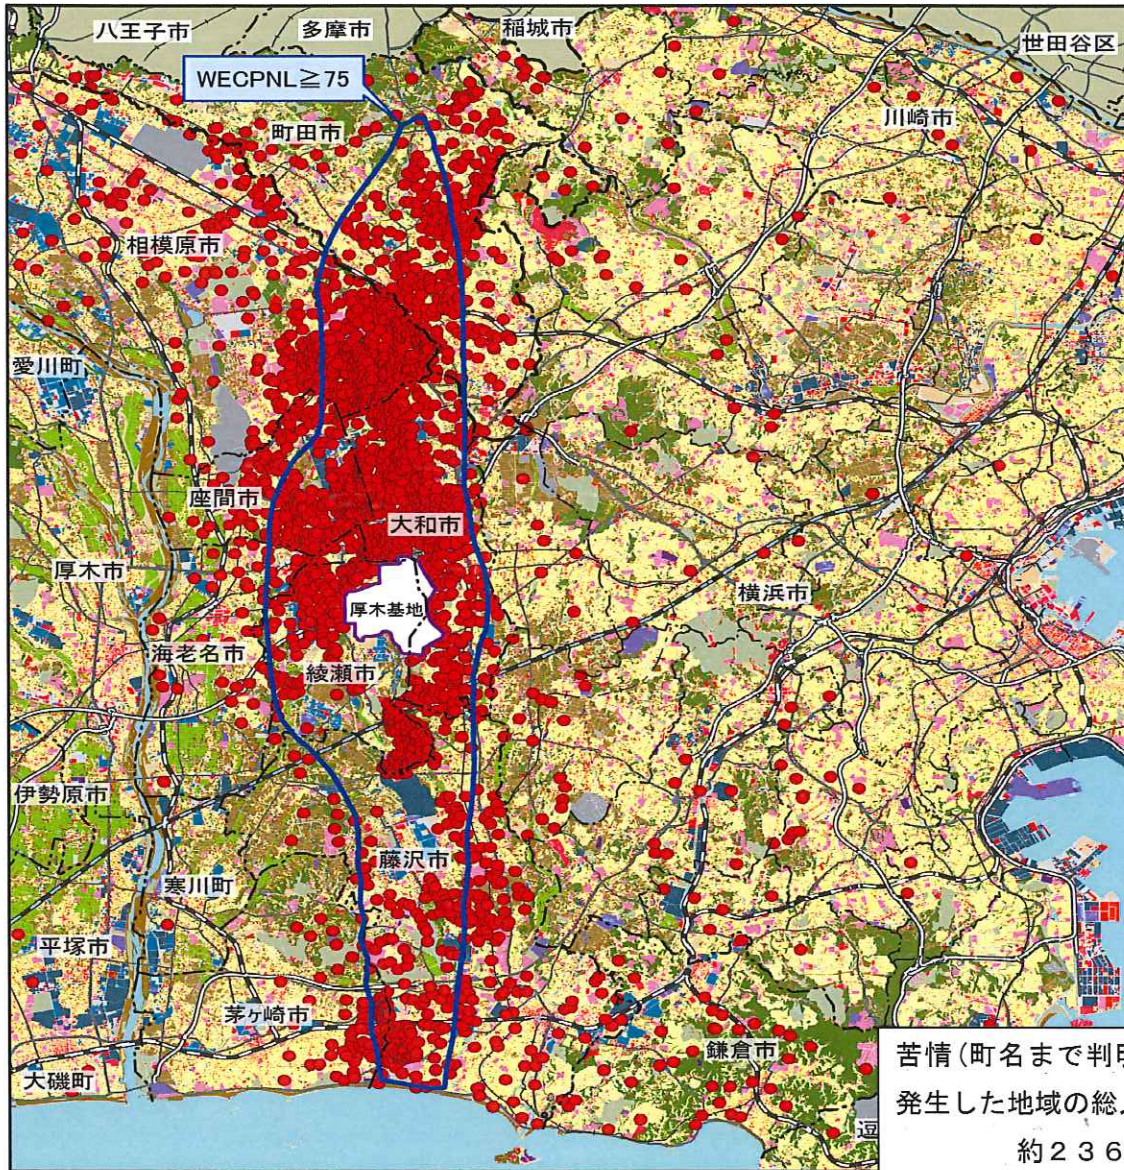 八王子市
多摩市
稲城市
世田谷区
WECPNL≧75
町田市
川崎市
相模原市
愛川町
座間市
大和市
厚木市
厚木基地
横浜市
海老名市
綾瀬市
伊勢原市
藤沢市
寒川町
平塚市
茅ヶ崎市
鎌倉市
大磯町
苦情(町名まで判明
発生した地域の総人
約236